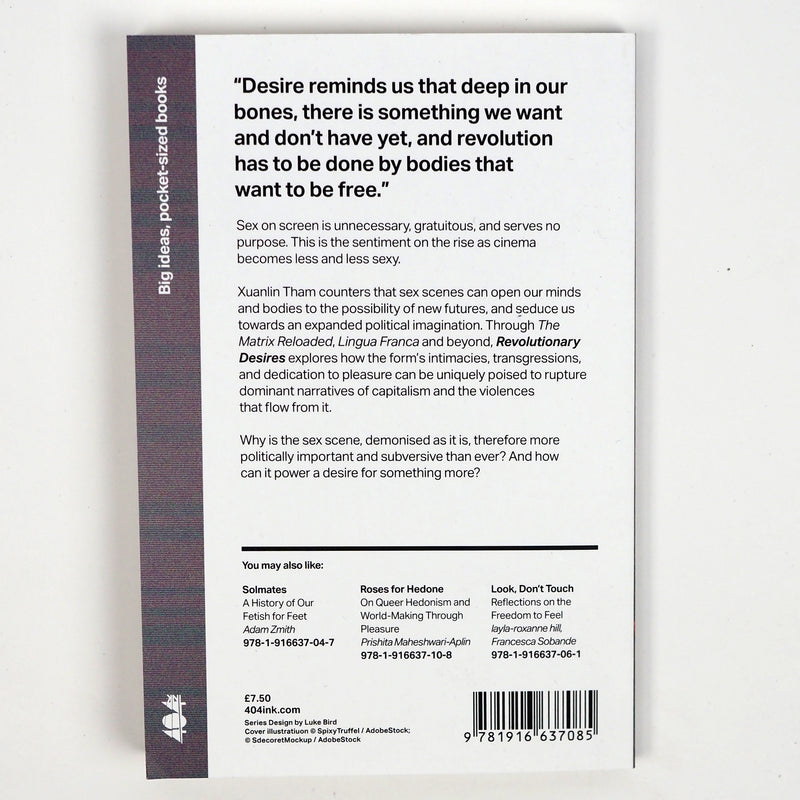 Big ideas, pocket-sized books
“Desire reminds us that deep in our
bones, there is something we want
and don’t have yet, and revolution
has to be done by bodies that
want to be free.”
Sex on screen is unnecessary, gratuitous, and serves no
purpose. This is the sentiment on the rise as cinema
becomes less and less sexy.
Xuanlin Tham counters that sex scenes can open our minds
and bodies to the possibility of new futures, and seduce us
towards an expanded political imagination. Through The
Matrix Reloaded, Lingua Franca and beyond, Revolutionary
Desires explores how the form’s intimacies, transgressions,
and dedication to pleasure can be uniquely poised to rupture
dominant narratives of capitalism and the violences
that flow from it.
Why is the sex scene, demonised as it is, therefore more
politically important and subversive than ever? And how
can it power a desire for something more?
You may also like:
Solmates
A History of Our
Fetish for Feet
Adam Zmith
978-1-916637-04-7
Roses for Hedone
On Queer Hedonism and
World-Making Through
Pleasure
Prishita Maheshwari-Aplin
978-1-916637-10-8
Look, Don’t Touch
Reflections on the
Freedom to Feel
layla-roxanne hill,
Francesca Sobande
978-1-916637-06-1
404
£7.50
404ink.com
Series Design by Luke Bird
Cover illustratiuon © SpixyTruffel / AdobeStock;
© SdecoretMockup / AdobeStock
9 781916 637085